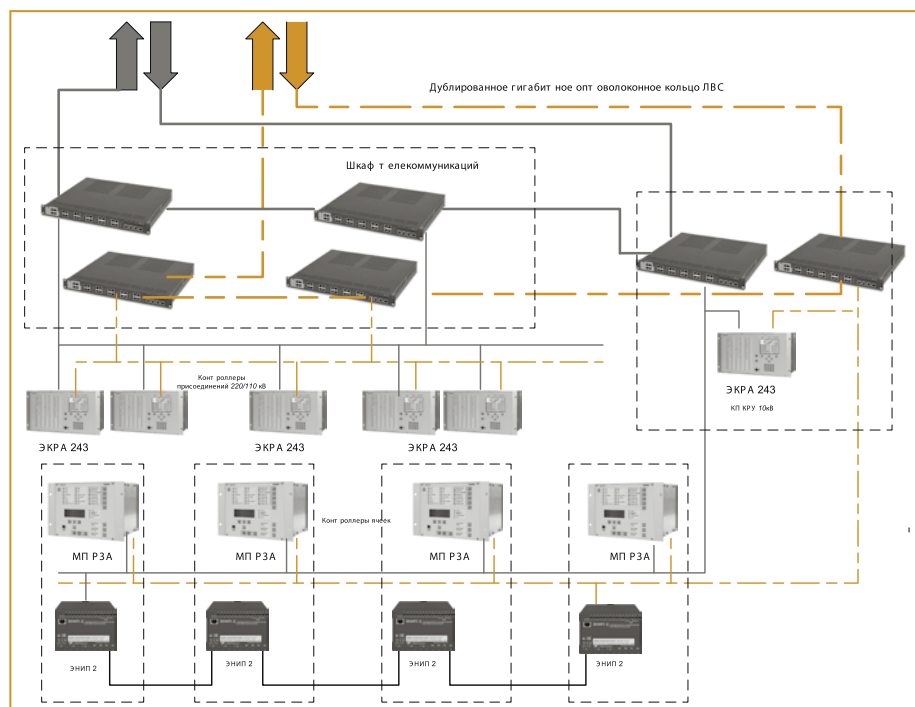 Дублированное гигабит ное опт оволоконное кольцо ЛВС
Шкаф т елекоммуникаций
Конт роллеры
присоединений 220/110 кВ
ЭКРА 243
КП КРУ 10кВ
ЭКРА 243
ЭКРА 243
ЭКРА 243
Конт роллеры ячеек
МП РЗА
МП РЗА
МП РЗА
МП РЗА
ЭНИП 2
ЭНИП 2
ЭНИП 2
ЭНИП 2